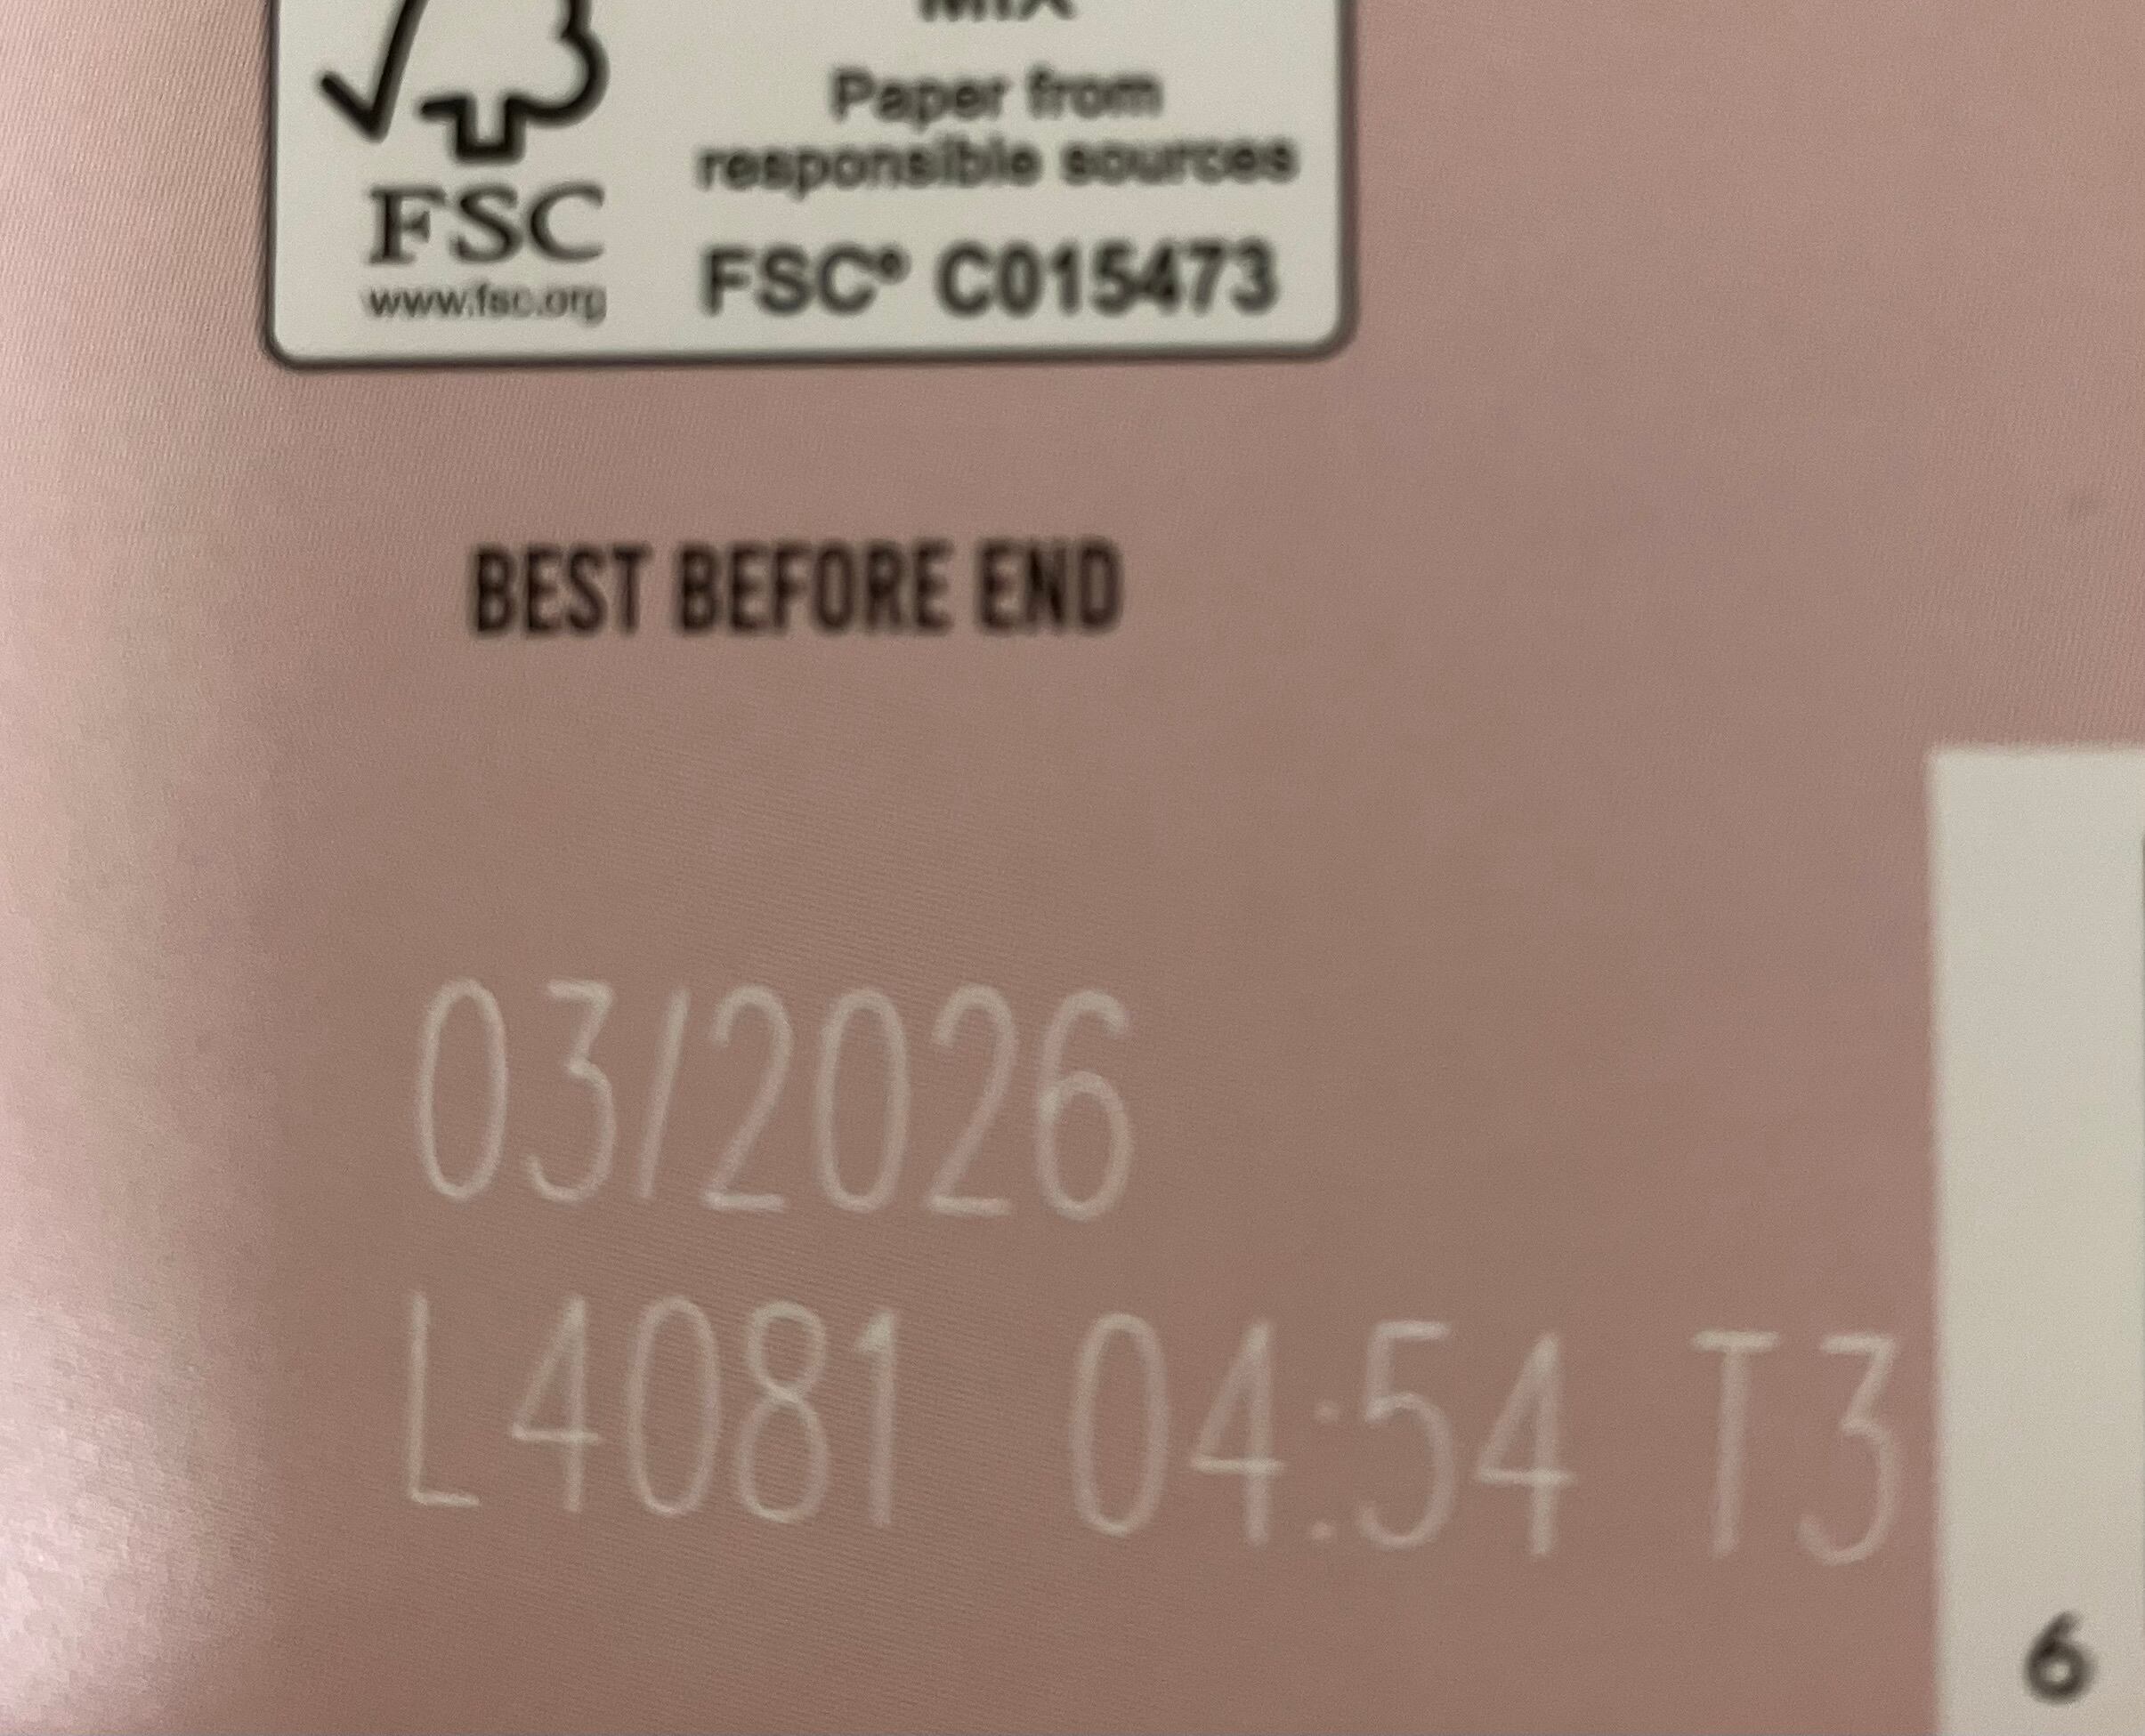 MIX
Paper from
responsible sources
FSC® C015473
FSC
www.fsc.org
BEST BEFORE END
03/2026
L4081 04:54 T3
6